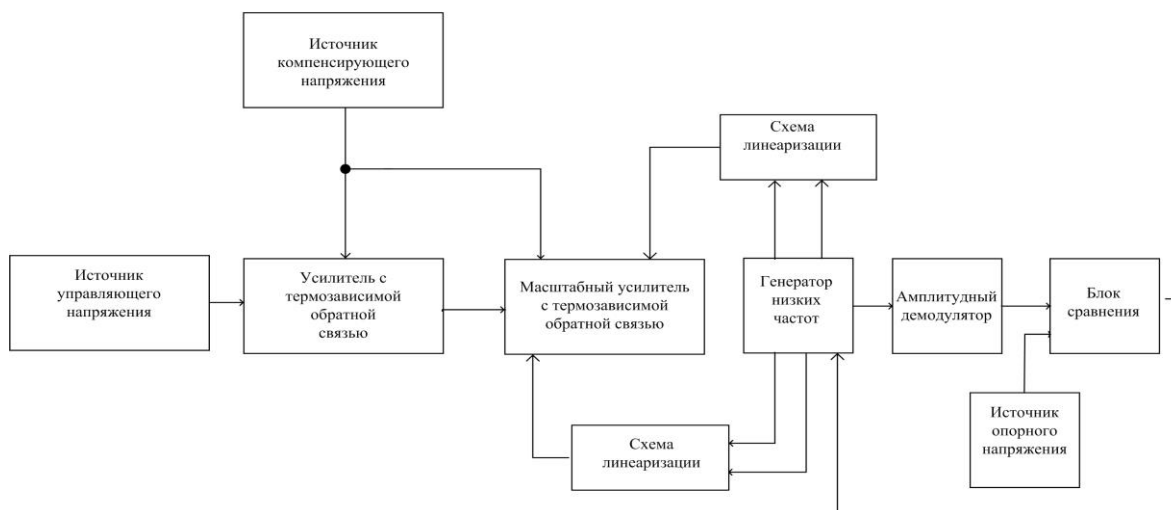 Источник
компенсирующего
напряжения
Схема
линеаризации
Источник
управляющего
напряжения
Усилитель с
термозависимой
обратной
связью
Масштабный усилитель
с термозависимой
обратной связью
Генератор
низких
частот
Амплитудный
демодулятор
Блок
сравнения
Схема
линеаризации
Источник
опорного
напряжения